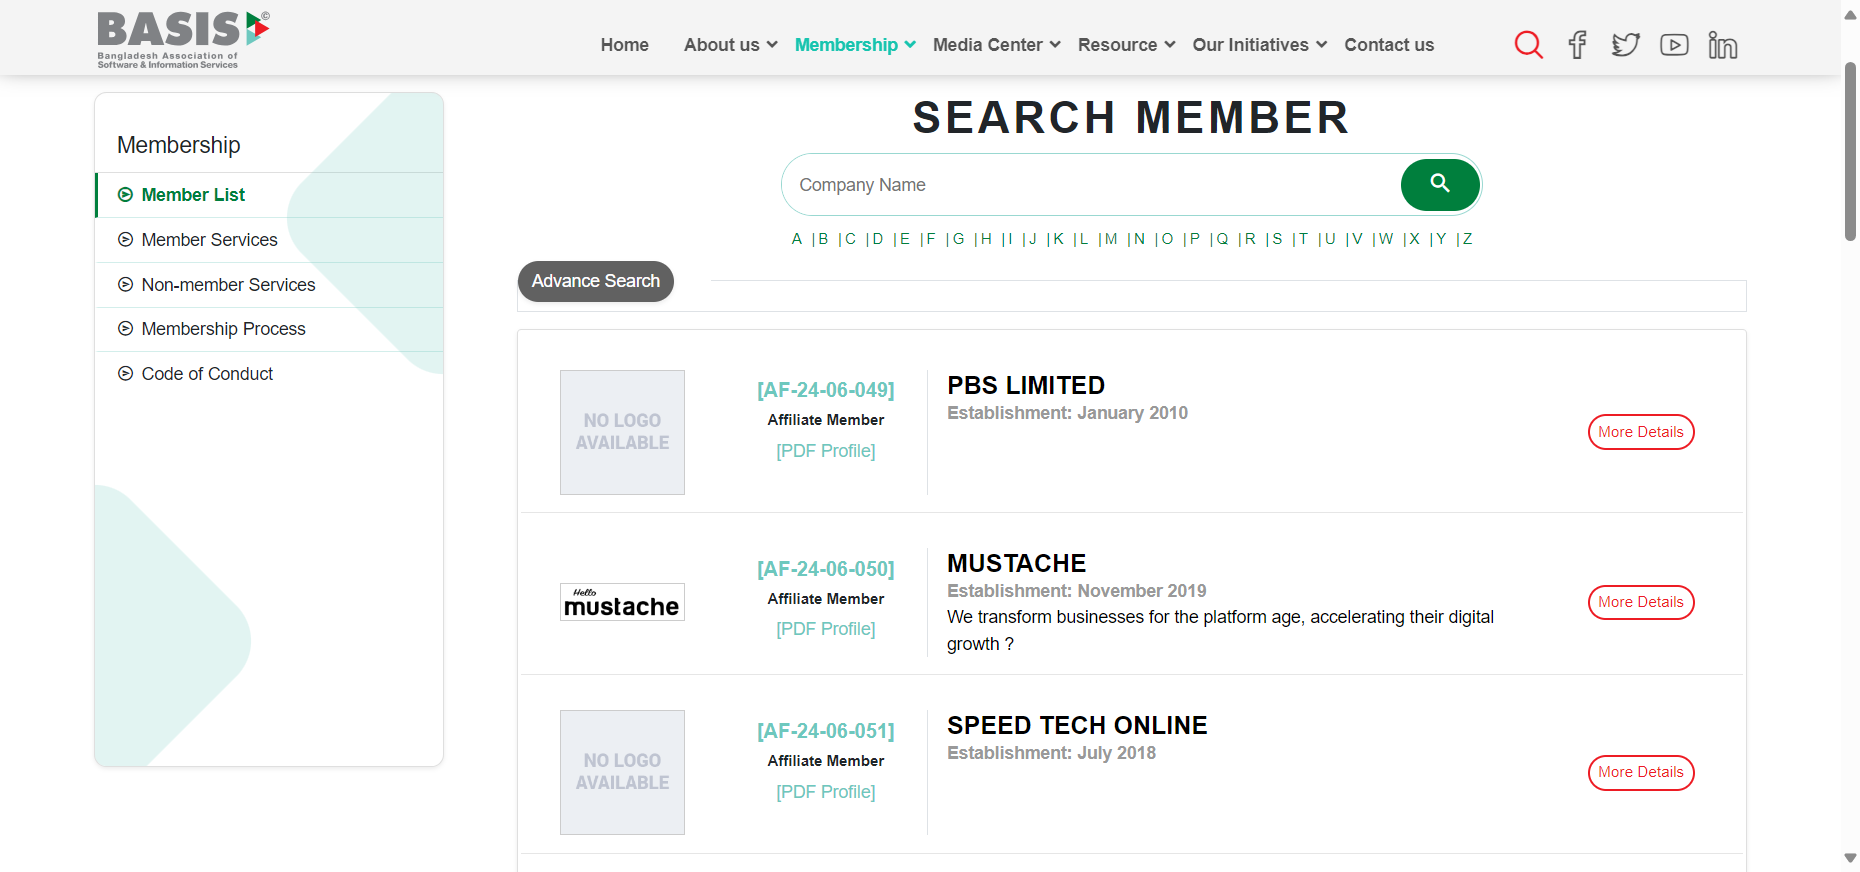 BASIS©
Bangladesh Association of
Software & Information Services
Home About us Membership Media Center Resource Our Initiatives Contact us
Membership
Member List
Member Services
Non-member Services
Membership Process
Code of Conduct
SEARCH MEMBER
Company Name
A |B |C |D |E |F |G |H |I |J |K |L |M |N |O |P |Q |R |S |T |U |V |W |X |Y |Z
Advance Search
NO LOGO
AVAILABLE
[AF-24-06-049]
Affiliate Member
[PDF Profile]
PBS LIMITED
Establishment: January 2010
More Details
Hello
mustache
[AF-24-06-050]
Affiliate Member
[PDF Profile]
MUSTACHE
Establishment: November 2019
We transform businesses for the platform age, accelerating their digital
growth ?
More Details
NO LOGO
AVAILABLE
[AF-24-06-051]
Affiliate Member
[PDF Profile]
SPEED TECH ONLINE
Establishment: July 2018
More Details